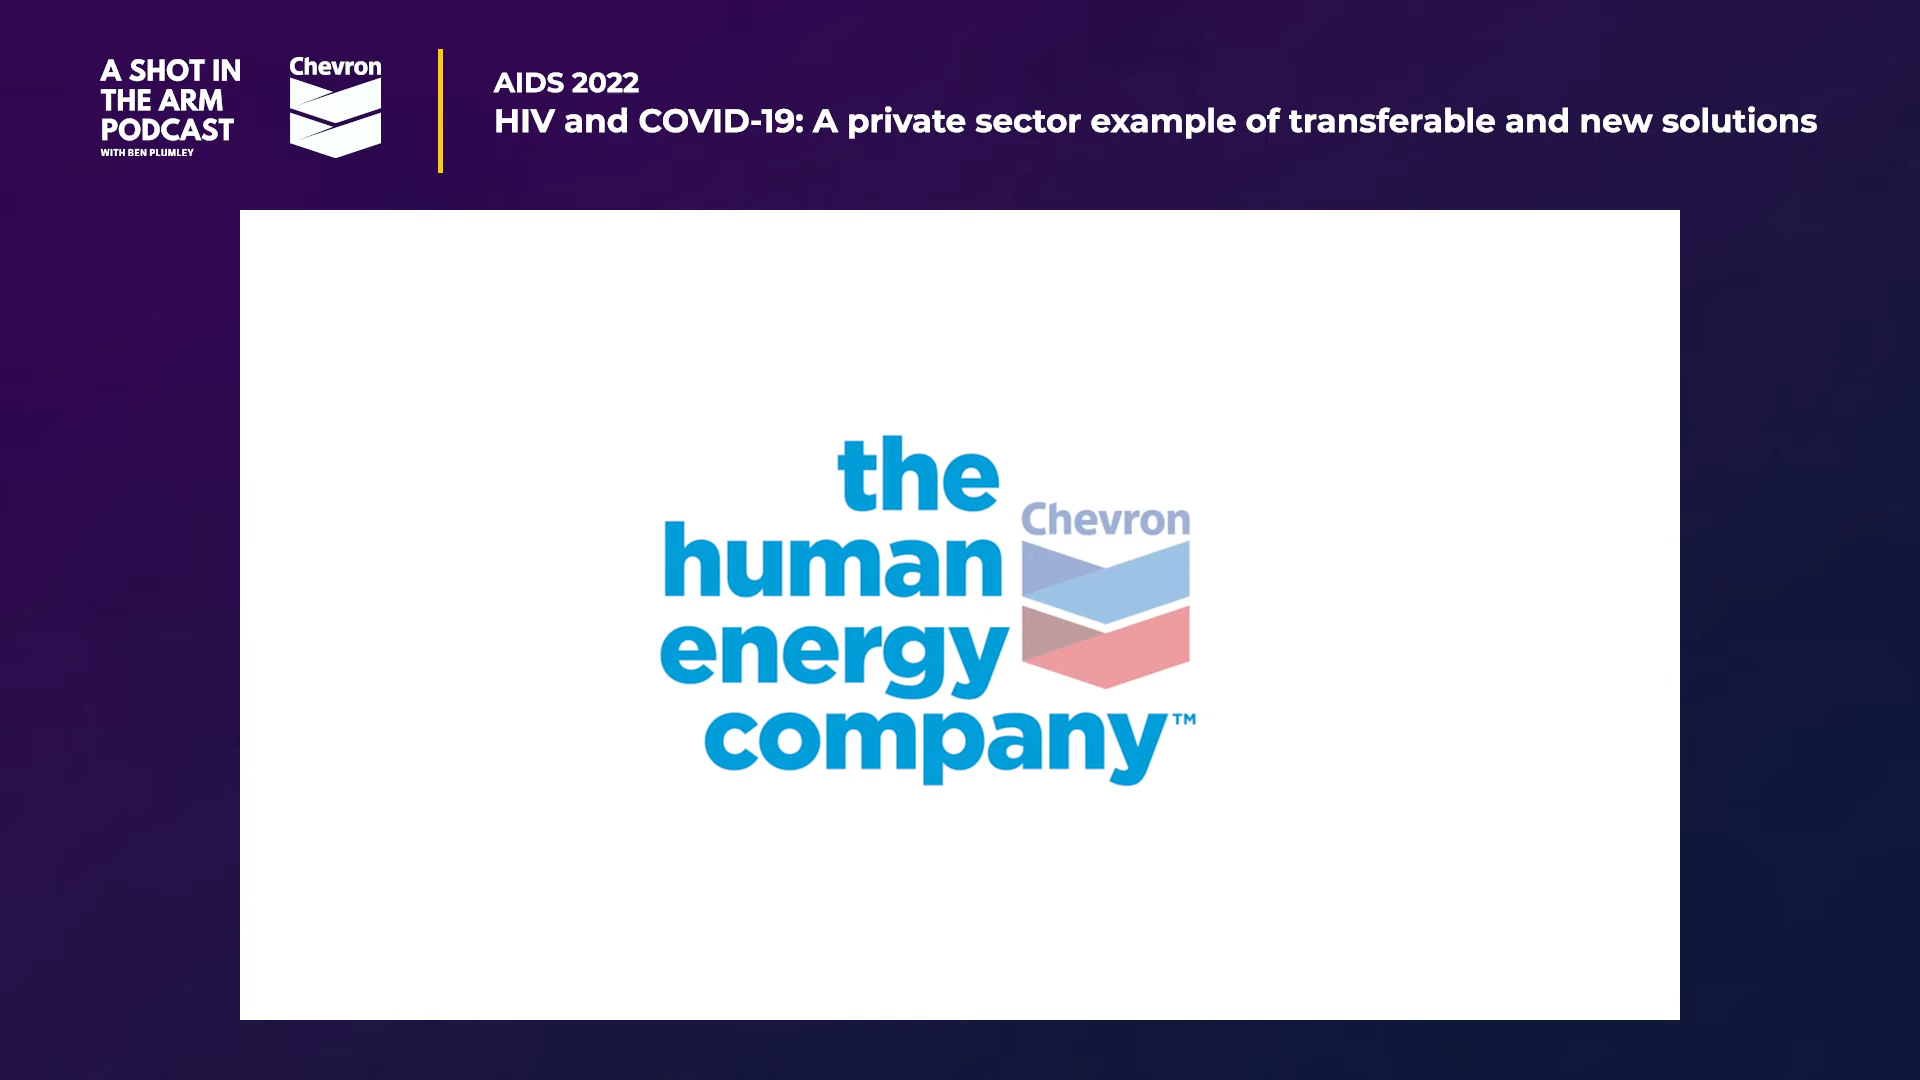 A SHOT IN
THE ARM
PODCAST
WITH BEN PLUMLEY
Chevron
AIDS 2022
HIV and COVID-19: A private sector example of transferable and new solutions
the
human
energy
company™
Chevron